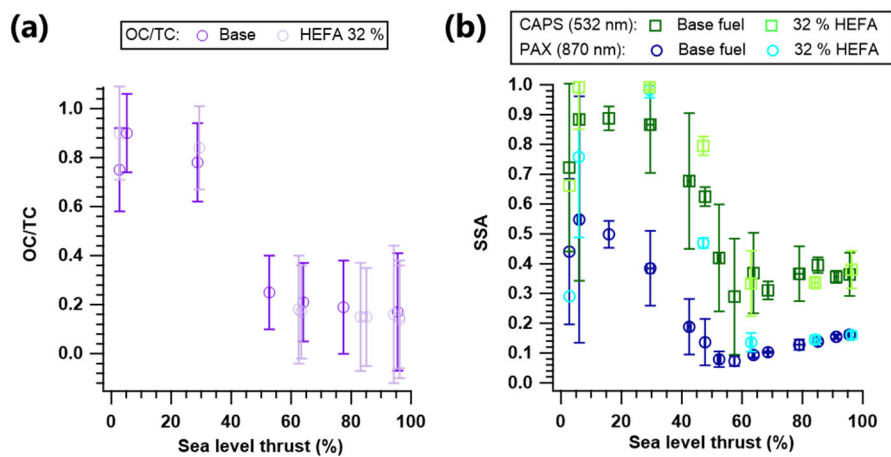 (a)
OC/TC: Base HEFA 32 %
OC/TC
1.0
0.8
0.6
0.4
0.2
0.0
0 20 40 60 80 100
Sea level thrust (%)
(b)
CAPS (532 nm): Base fuel 32 % HEFA
PAX (870 nm): Base fuel 32 % HEFA
SSA
1.0
0.9
0.8
0.7
0.6
0.5
0.4
0.3
0.2
0.1
0.0
0 20 40 60 80 100
Sea level thrust (%)